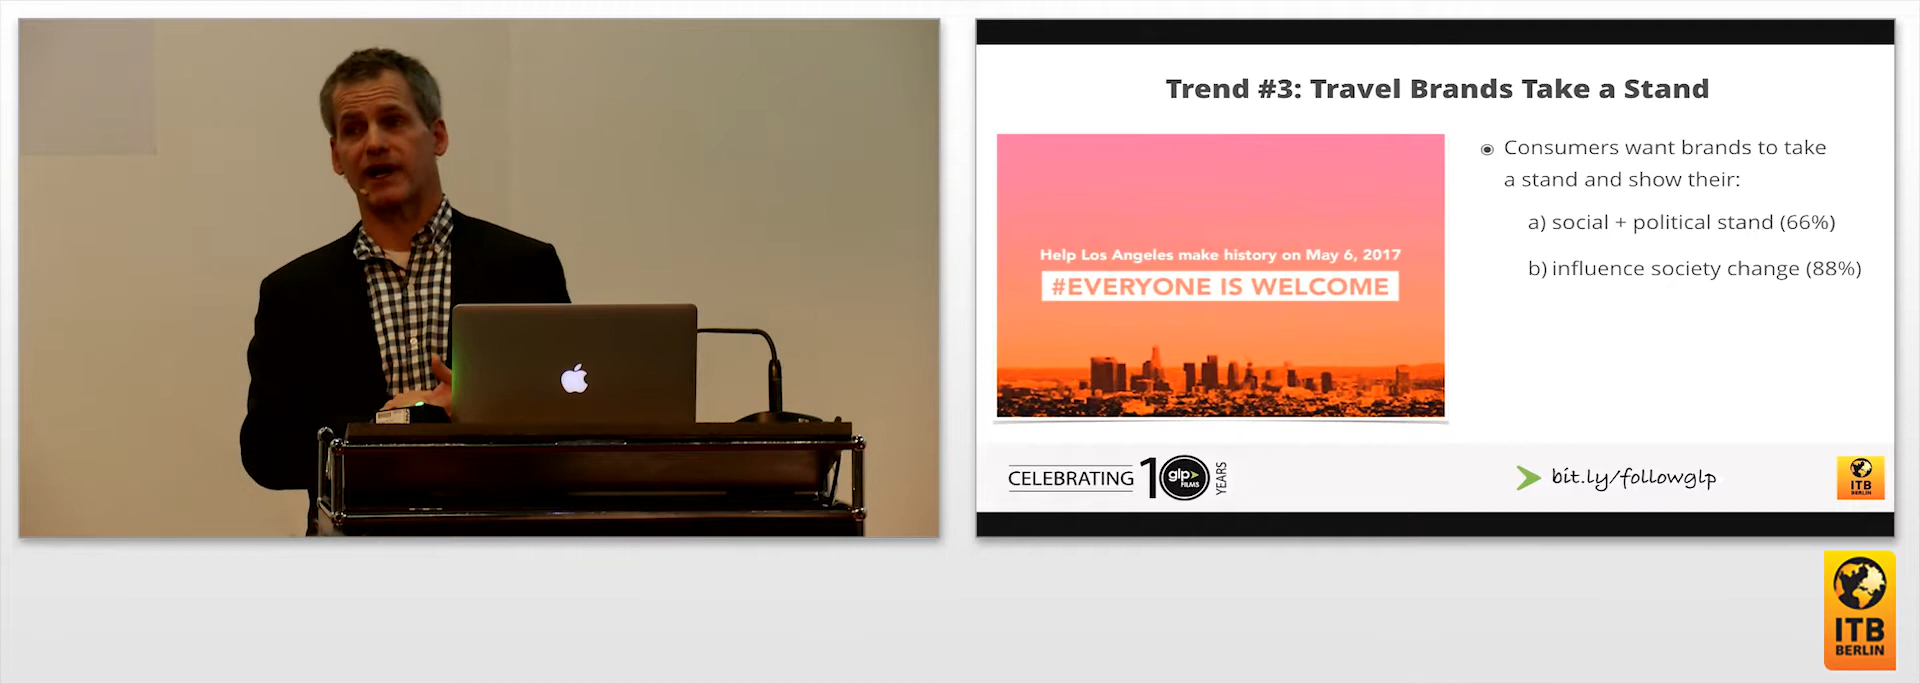 Trend #3: Travel Brands Take a Stand
Help Los Angeles make history on May 6, 2017
#EVERYONE IS WELCOME
Consumers want brands to take
a stand and show their:
a) social + political stand (66%)
b) influence society change (88%)
CELEBRATING 10 YEARS
glp
FILMS
bit.ly/followglp
ITB
BERLIN
ITB
BERLIN